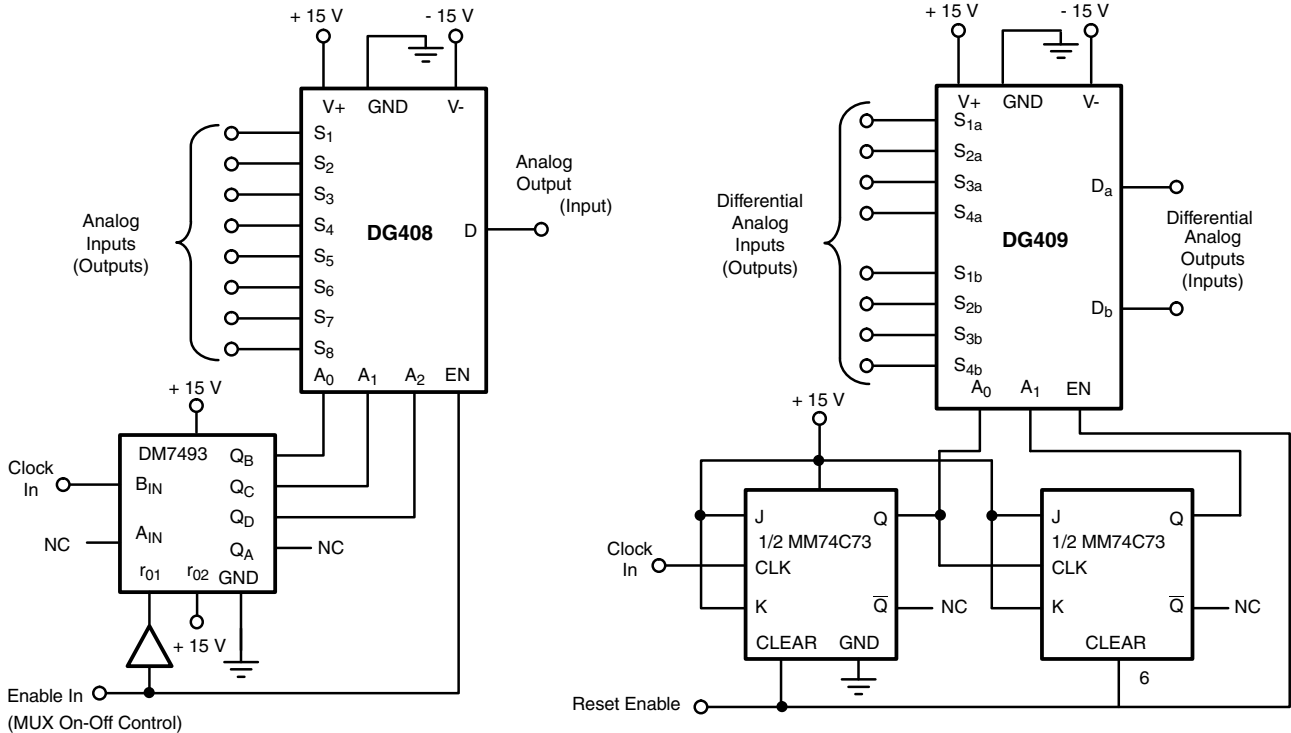 + 15 V
- 15 V
V+
GND
V-
S1
S2
S3
S4
S5
S6
S7
S8
Analog
Inputs
(Outputs)
DG408
D
Analog
Output
(Input)
A0
A1
A2
EN
+ 15 V
DM7493
QB
QC
QD
QA
NC
Clock
In
BIN
AIN
NC
r01
r02
GND
+ 15 V
Enable In
(MUX On-Off Control)
+ 15 V
- 15 V
V+
GND
V-
S1a
S2a
S3a
S4a
S1b
S2b
S3b
S4b
Differential
Analog
Inputs
(Outputs)
DG409
Da
Db
Differential
Analog
Outputs
(Inputs)
A0
A1
EN
+ 15 V
J
Q
1/2 MM74C73
CLK
K
Q̅
NC
CLEAR
GND
Clock
In
J
Q
1/2 MM74C73
CLK
K
Q̅
NC
CLEAR
6
Reset Enable